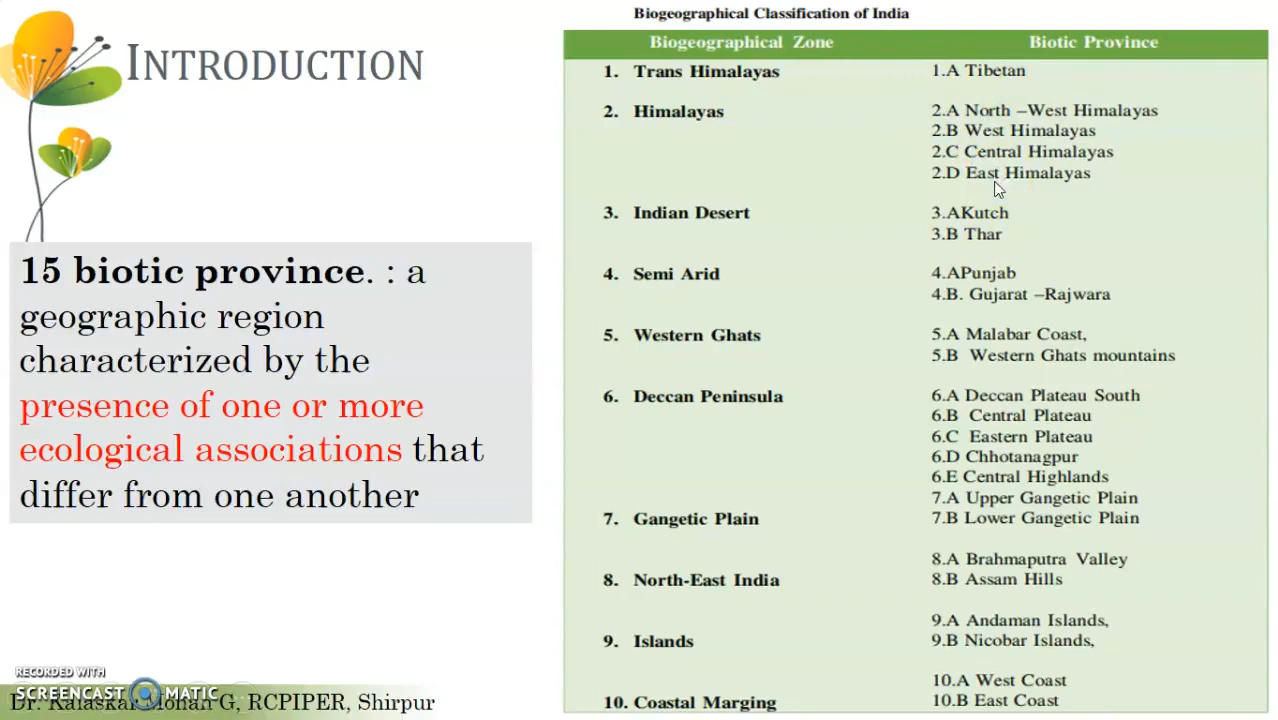 INTRODUCTION
15 biotic province. : a
geographic region
characterized by the
presence of one or more
ecological associations that
differ from one another
Biogeographical Classification of India
Biogeographical Zone Biotic Province
1. Trans Himalayas 1.A Tibetan
2. Himalayas 2.A North –West Himalayas
2.B West Himalayas
2.C Central Himalayas
2.D East Himalayas
3. Indian Desert 3.AKutch
3.B Thar
4. Semi Arid 4.APunjab
4.B. Gujarat –Rajwara
5. Western Ghats 5.A Malabar Coast,
5.B Western Ghats mountains
6. Deccan Peninsula 6.A Deccan Plateau South
6.B Central Plateau
6.C Eastern Plateau
6.D Chhotanagpur
6.E Central Highlands
7.A Upper Gangetic Plain
7. Gangetic Plain 7.B Lower Gangetic Plain
8.A Brahmaputra Valley
8. North-East India 8.B Assam Hills
9.A Andaman Islands,
9. Islands 9.B Nicobar Islands,
10.A West Coast
10. Coastal Marging 10.B East Coast
RECORDED WITH
SCREENCAST MATIC
Dr. Kalaskar Mohan G, RCPIPER, Shirpur